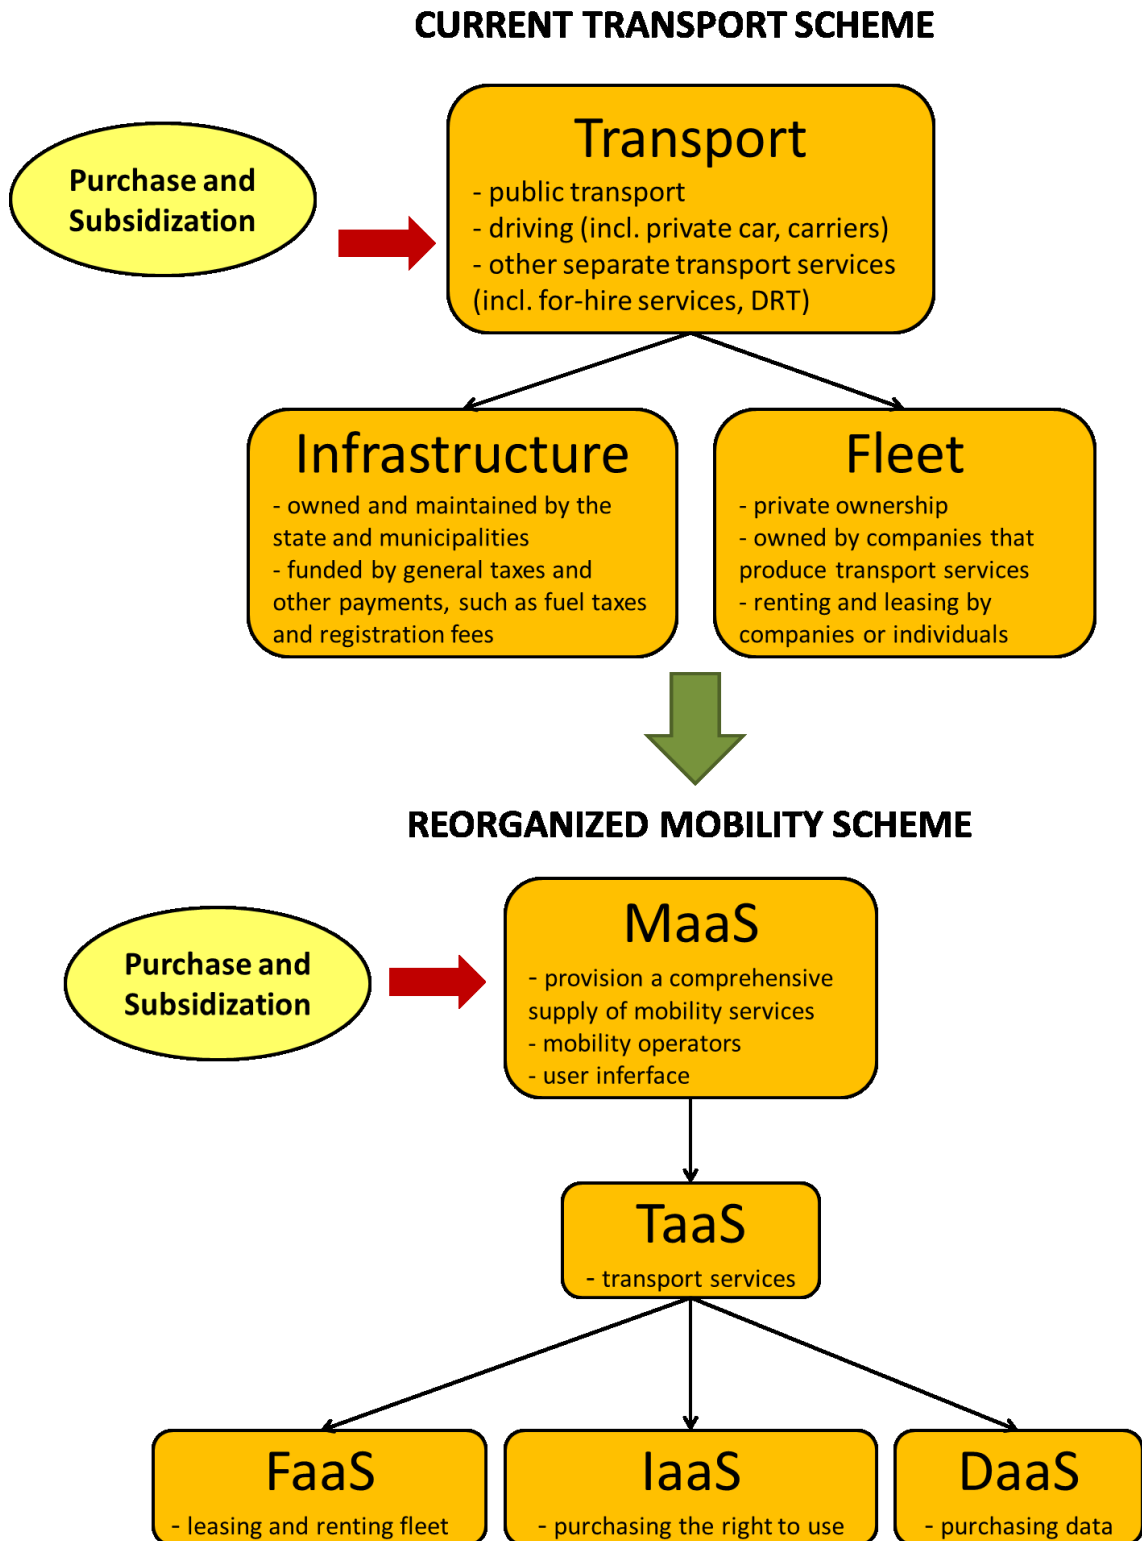 CURRENT TRANSPORT SCHEME
Purchase and
Subsidization
Transport
- public transport
- driving (incl. private car, carriers)
- other separate transport services
(incl. for-hire services, DRT)
Infrastructure
- owned and maintained by the
state and municipalities
- funded by general taxes and
other payments, such as fuel taxes
and registration fees
Fleet
- private ownership
- owned by companies that
produce transport services
- renting and leasing by
companies or individuals
REORGANIZED MOBILITY SCHEME
Purchase and
Subsidization
MaaS
- provision a comprehensive
supply of mobility services
- mobility operators
- user inferface
TaaS
- transport services
FaaS
- leasing and renting fleet
IaaS
- purchasing the right to use
DaaS
- purchasing data